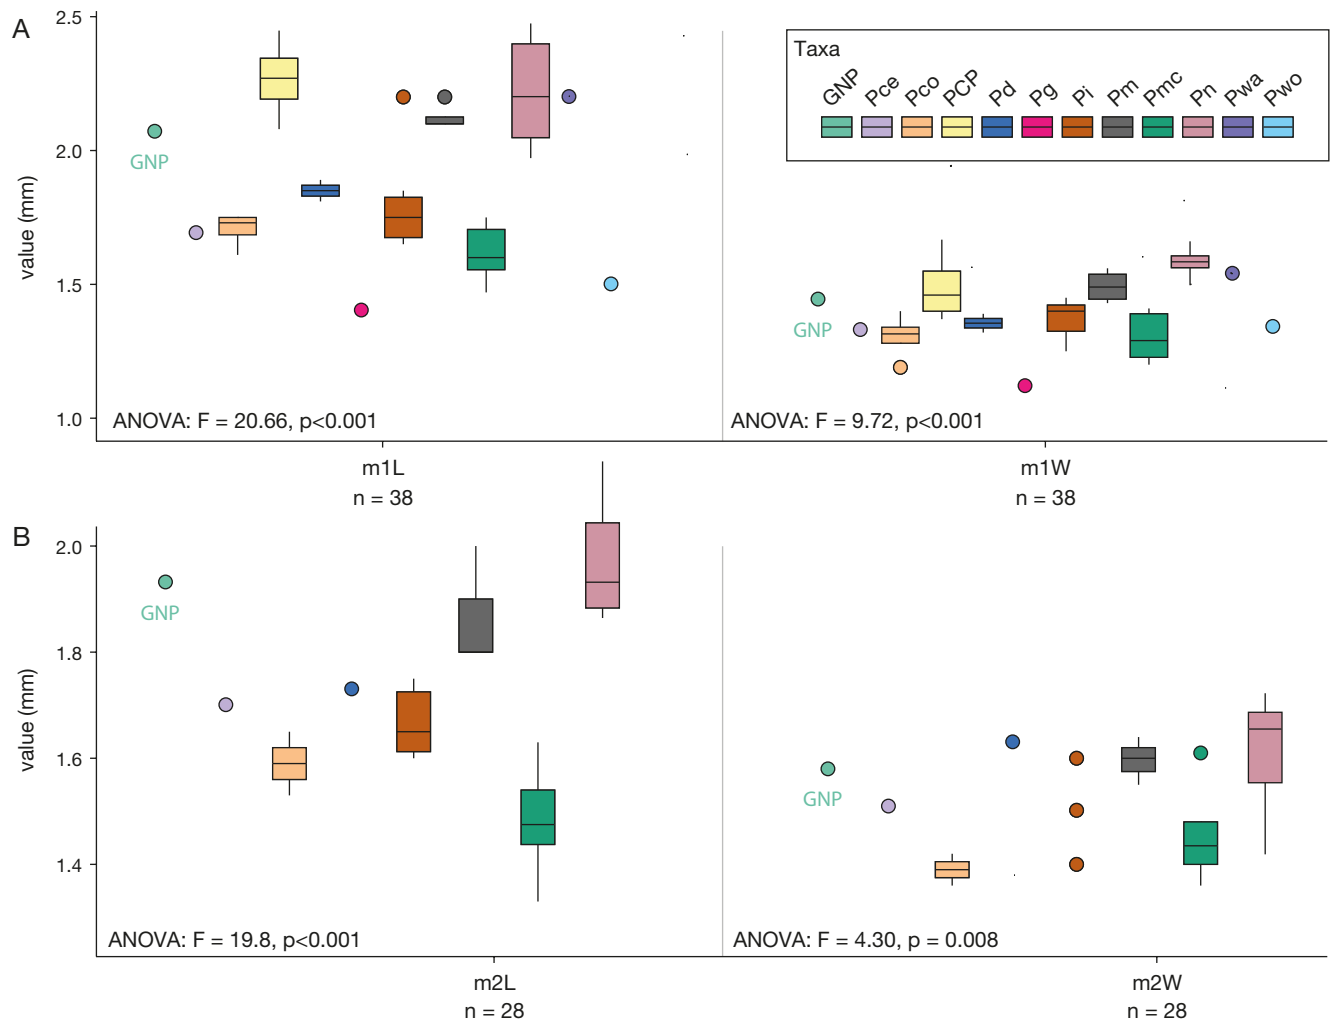 A
2.5
2.0
1.5
1.0
value (mm)
GNP
ANOVA: F = 20.66, p<0.001
m1L
n = 38
Taxa
GNP Pce Pco PCP Pd Pg Pi Pm Pmc Pn Pwa Pwo
GNP
ANOVA: F = 9.72, p<0.001
m1W
n = 38
B
2.0
1.8
1.6
1.4
value (mm)
GNP
ANOVA: F = 19.8, p<0.001
m2L
n = 28
GNP
ANOVA: F = 4.30, p = 0.008
m2W
n = 28